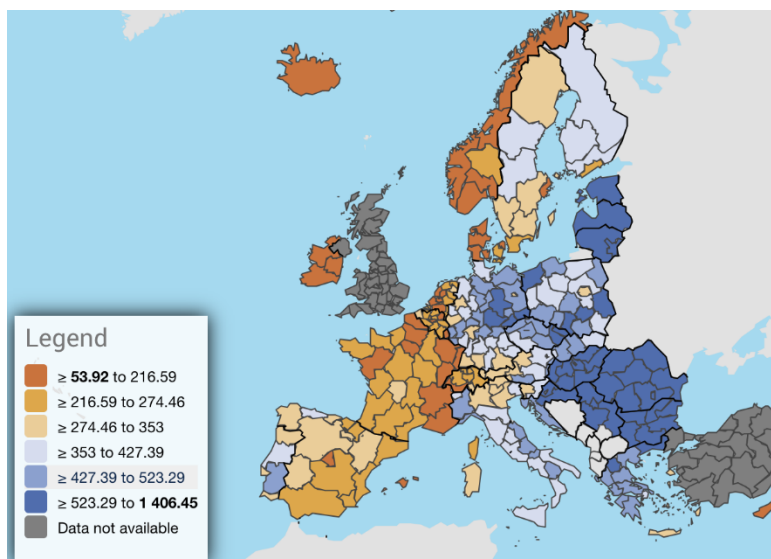 Legend
≥ 53.92 to 216.59
≥ 216.59 to 274.46
≥ 274.46 to 353
≥ 353 to 427.39
≥ 427.39 to 523.29
≥ 523.29 to 1 406.45
Data not available